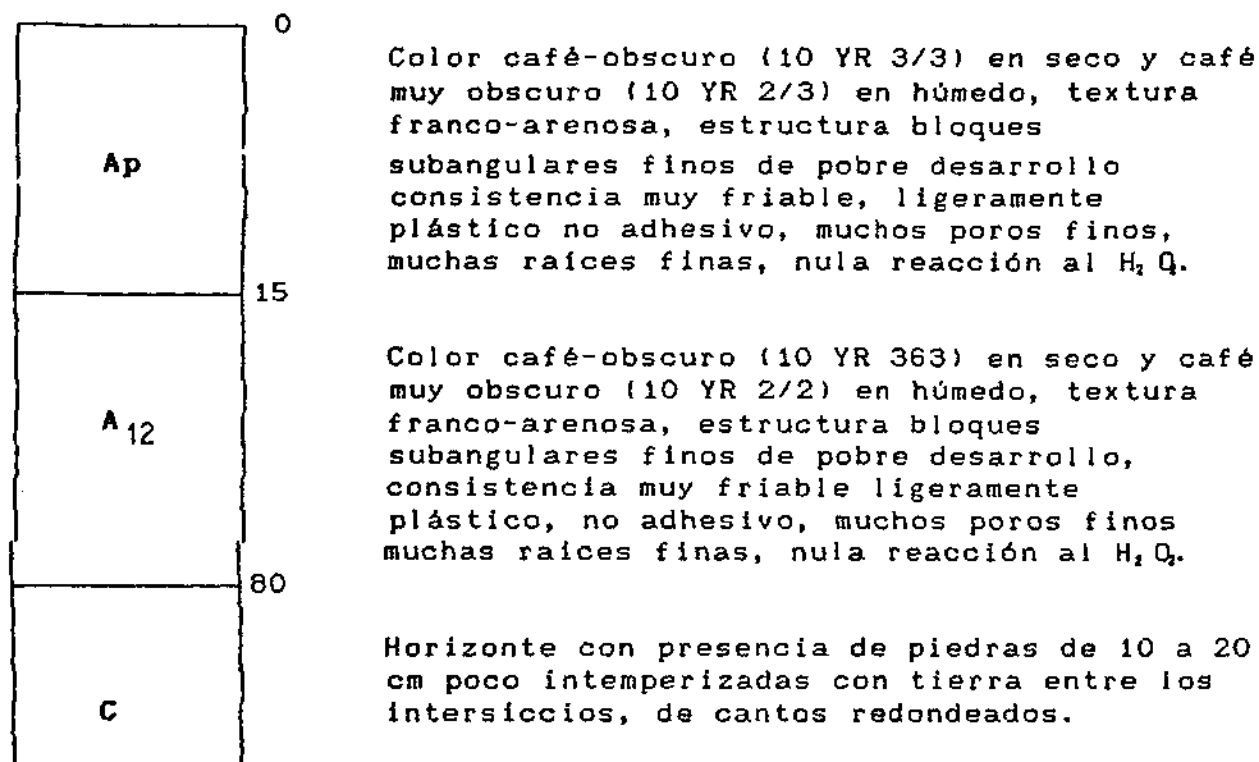 0
Color café-obscuro (10 YR 3/3) en seco y café
muy obscuro (10 YR 2/3) en húmedo, textura
franco-arenosa, estructura bloques
Ap
subangulares finos de pobre desarrollo
consistencia muy friable, ligeramente
plástico no adhesivo, muchos poros finos,
muchas raíces finas, nula reacción al H₂ O₂.
15
Color café-obscuro (10 YR 363) en seco y café
muy obscuro (10 YR 2/2) en húmedo, textura
A₁₂
franco-arenosa, estructura bloques
subangulares finos de pobre desarrollo,
consistencia muy friable ligeramente
plástico, no adhesivo, muchos poros finos
muchas raíces finas, nula reacción al H₂ O₂.
80
Horizonte con presencia de piedras de 10 a 20
cm poco intemperizadas con tierra entre los
C
intersiccios, de cantos redondeados.